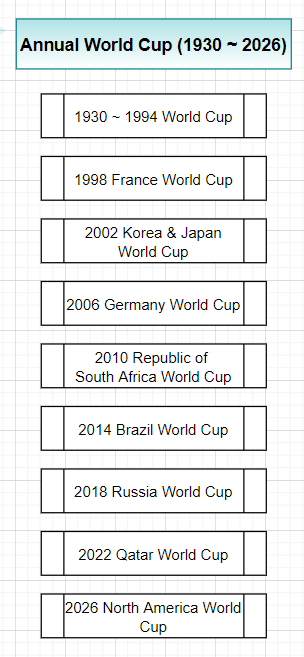 Annual World Cup (1930 ~ 2026)
1930 ~ 1994 World Cup
1998 France World Cup
2002 Korea & Japan
World Cup
2006 Germany World Cup
2010 Republic of
South Africa World Cup
2014 Brazil World Cup
2018 Russia World Cup
2022 Qatar World Cup
2026 North America World
Cup